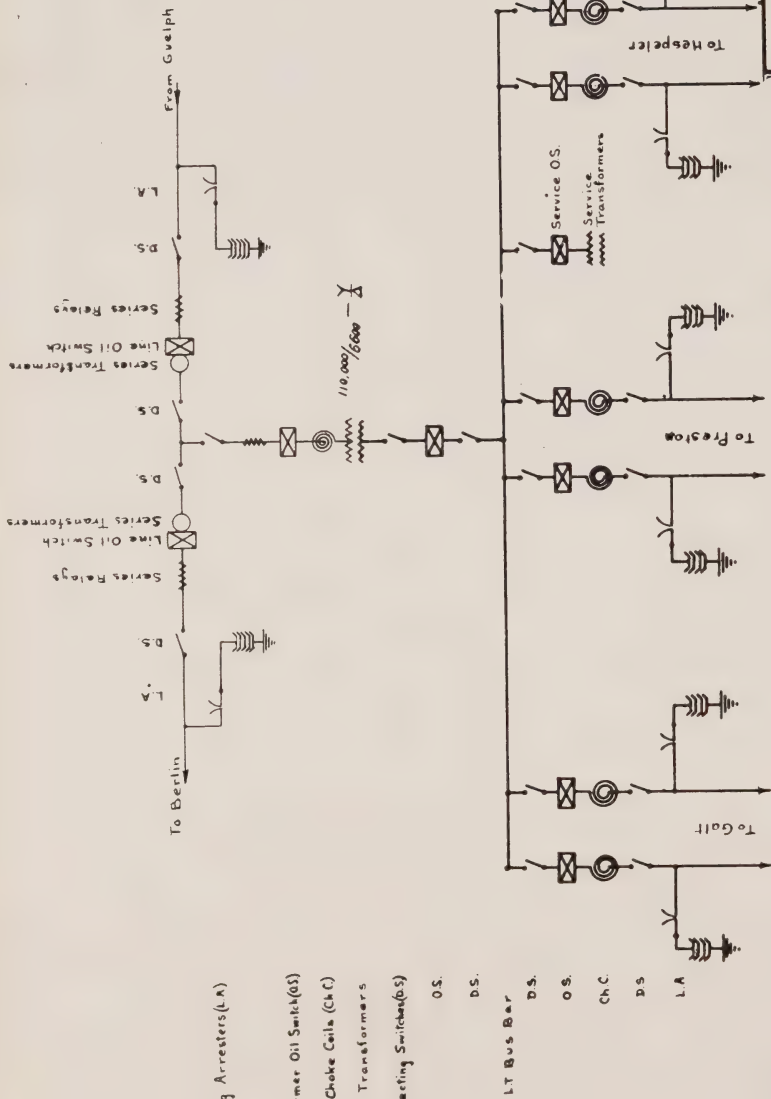 From Guelph
L.A.
D.S.
Series Relays
Line Oil Switch
Series Transformers
D.S.
110,000/6600
D.S.
Series Transformers
Line Oil Switch
Series Relays
D.S.
L.A.
To Berlin
To Hespeler
Service O.S.
Service
Transformers
To Preston
To Galt
g Arresters (L.A)
mer Oil Switch (O.S)
Choke Coils (Ch.C.)
Transformers
ecting Switches (D.S)
O.S.
D.S.
L.T Bus Bar
D.S.
O.S.
Ch.C.
D.S
L.A